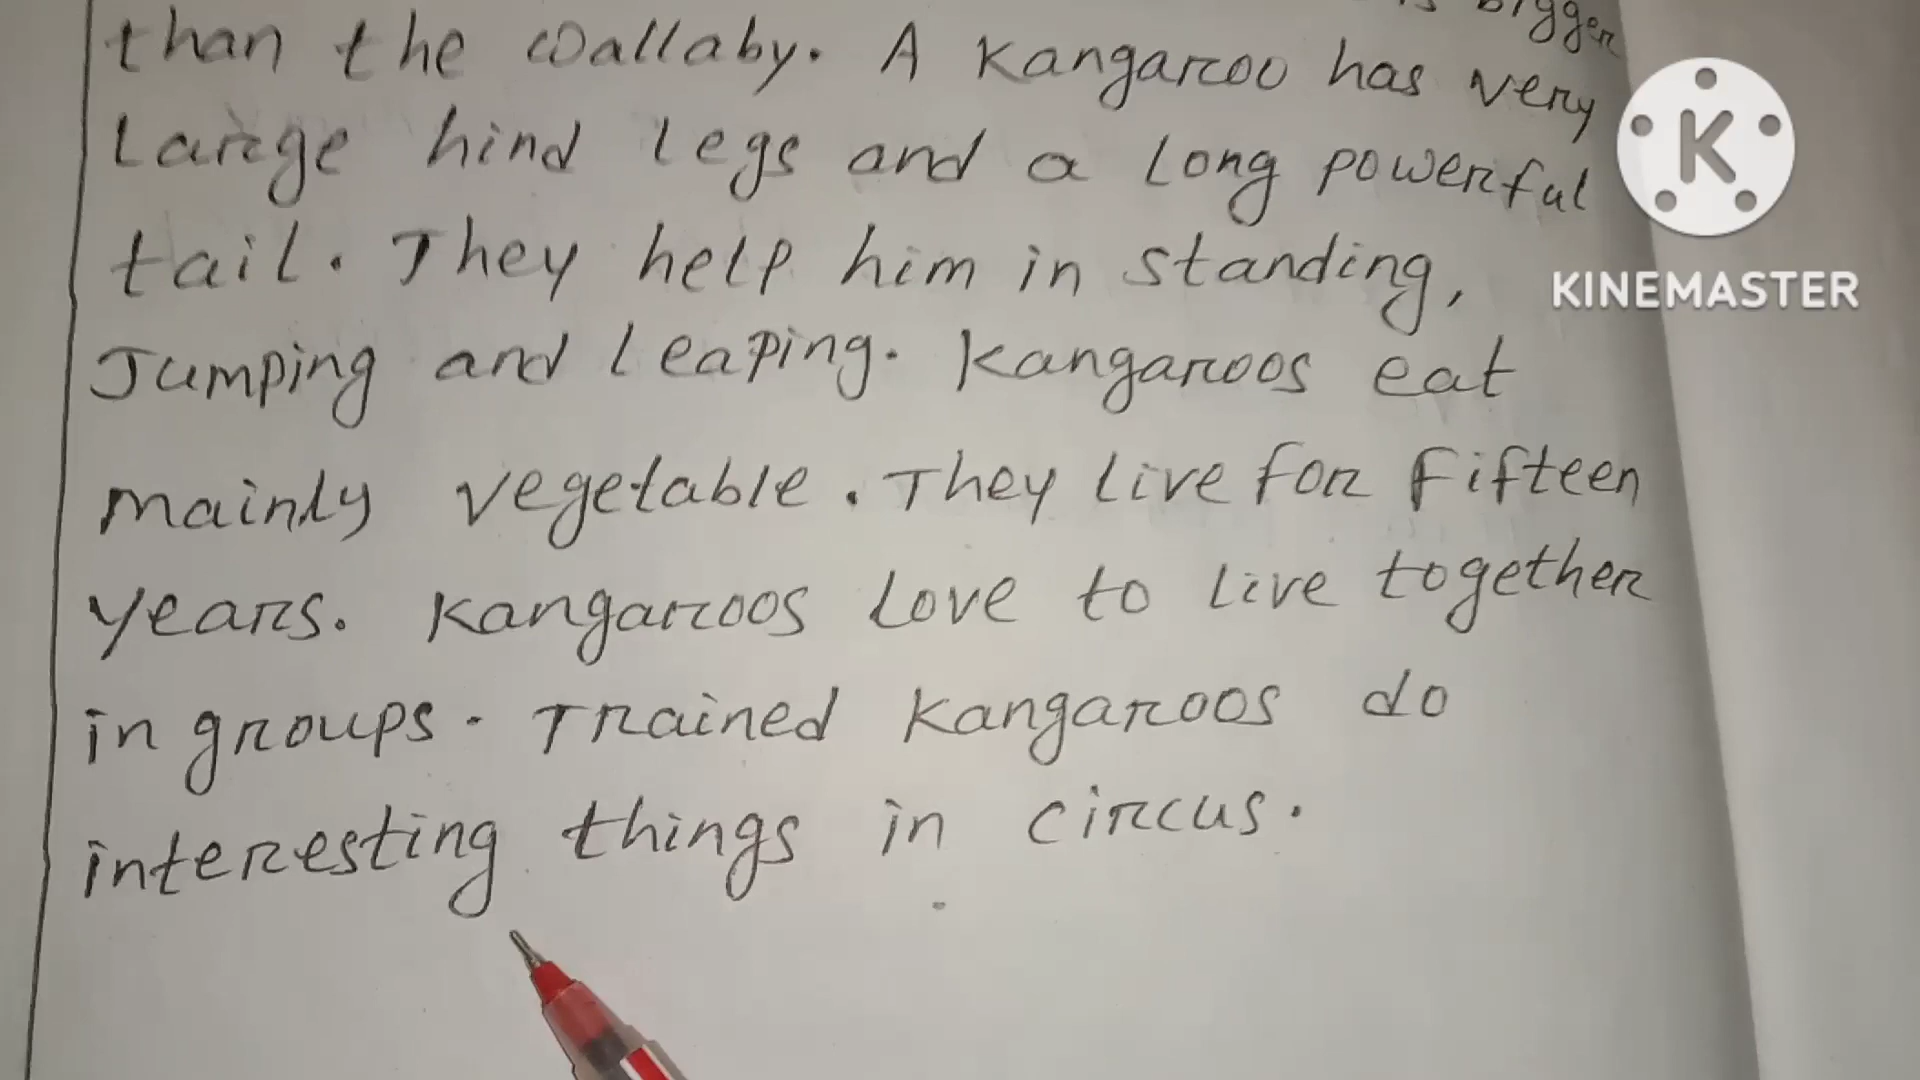 is bigger
than the wallaby. A kangaroo has very
large hind legs and a long powerful
tail. They help him in standing,
Jumping and leaping. Kangaroos eat
mainly vegetable. They live for fifteen
years. Kangaroos love to live together
in groups. Trained kangaroos do
interesting things in circus.
K
KINEMASTER